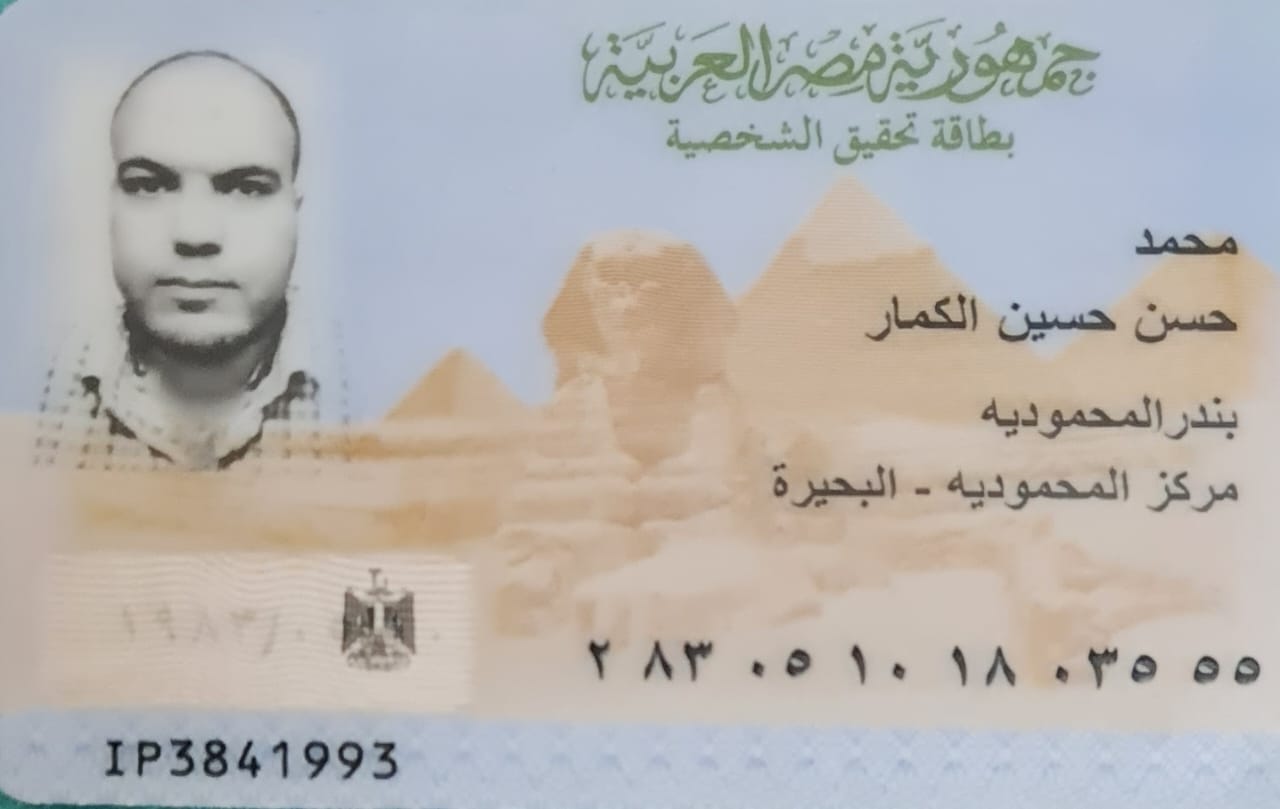 جمهورية مصر العربية
بطاقة تحقيق الشخصية
محمد
حسن حسين الكمار
بندرالمحموديه
مركز المحموديه - البحيرة
٢ ٨٣ ٠٥ ١٠ ١٨ ٠٣٥ ٥٥
IP3841993